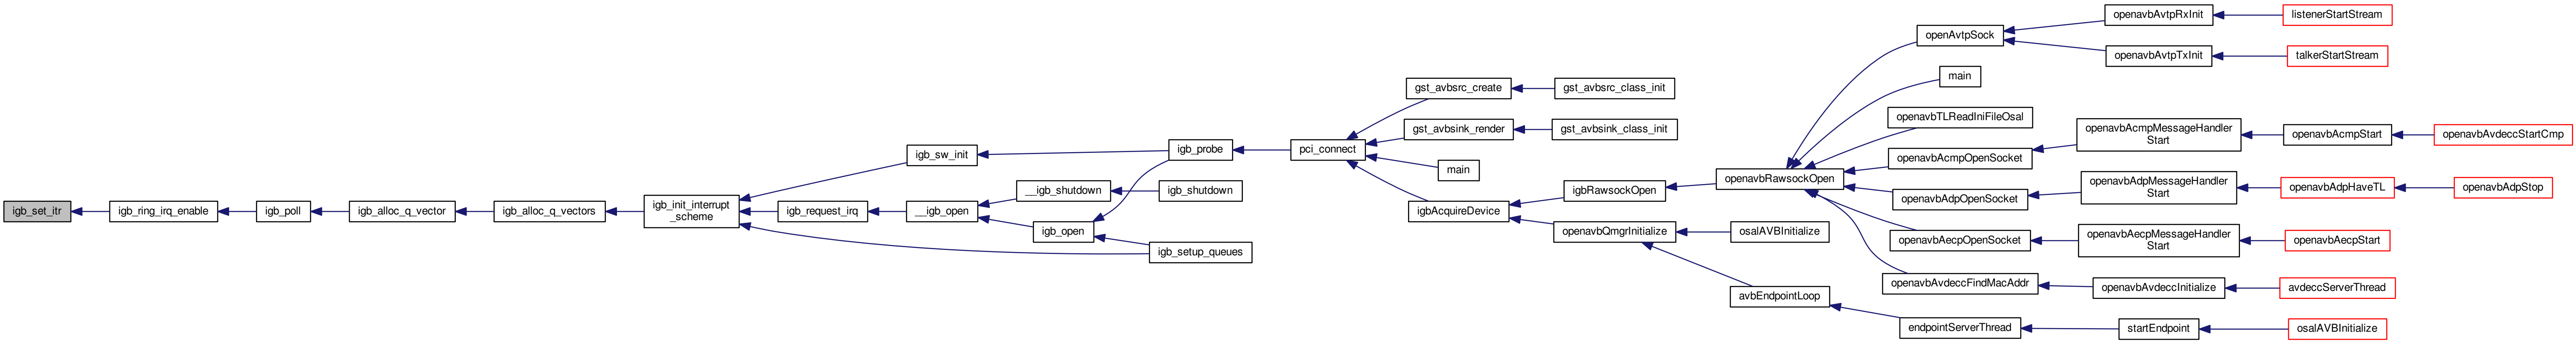 igb_set_itr
igb_ring_irq_enable
igb_poll
igb_alloc_q_vector
igb_alloc_q_vectors
igb_init_interrupt
_scheme
igb_sw_init
igb_request_irq
__igb_open
__igb_shutdown
igb_shutdown
igb_open
igb_probe
igb_setup_queues
pci_connect
gst_avbsrc_create
gst_avbsrc_class_init
gst_avbsink_render
gst_avbsink_class_init
main
igbAcquireDevice
igbRawsockOpen
openavbQmgrInitialize
osalAVBInitialize
openavbRawsockOpen
openAvtpSock
openavbAvtpRxInit
listenerStartStream
openavbAvtpTxInit
talkerStartStream
main
openavbTLReadIniFileOsal
openavbAcmpOpenSocket
openavbAcmpMessageHandler
Start
openavbAcmpStart
openavbAvdeccStartCmp
openavbAdpOpenSocket
openavbAdpMessageHandler
Start
openavbAdpHaveTL
openavbAdpStop
openavbAecpOpenSocket
openavbAecpMessageHandler
Start
openavbAecpStart
openavbAvdeccFindMacAddr
openavbAvdeccInitialize
avdeccServerThread
avbEndpointLoop
endpointServerThread
startEndpoint
osalAVBInitialize